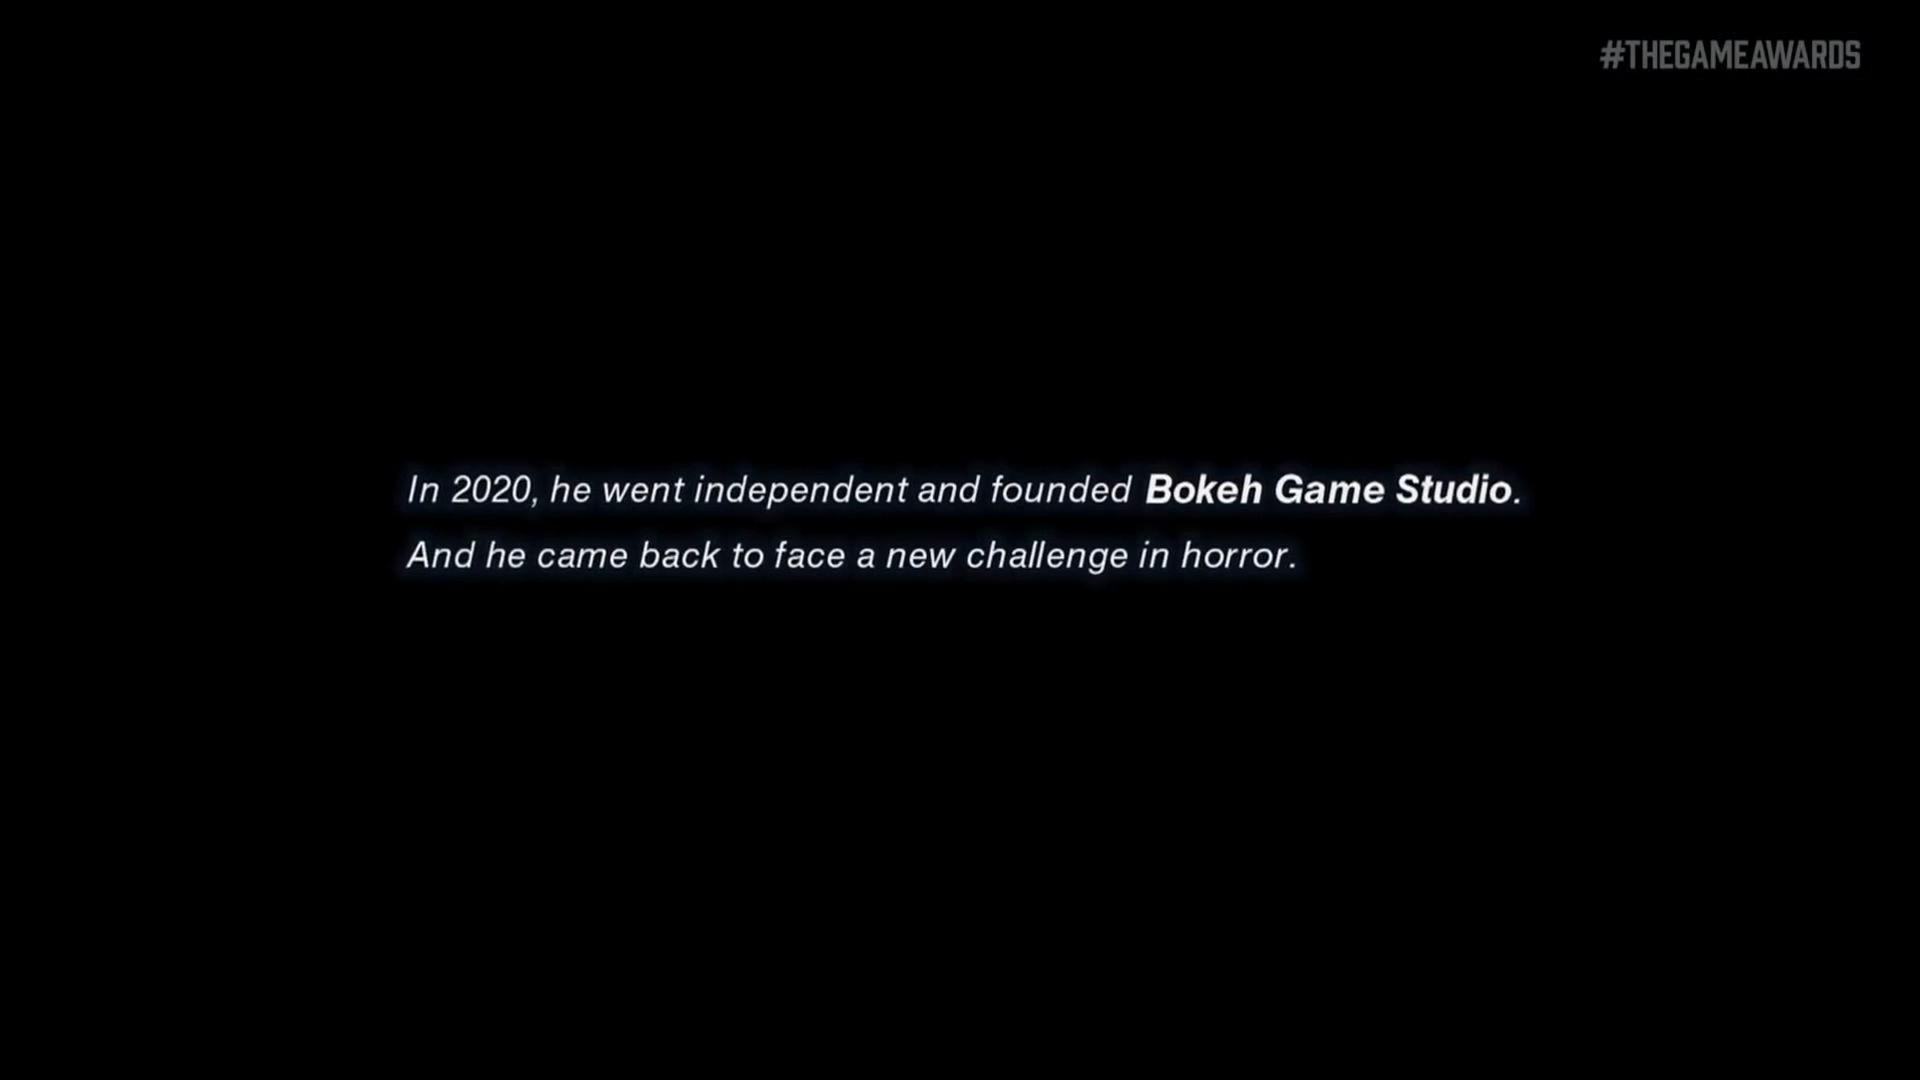 #THEGAMEAWARDS
In 2020, he went independent and founded Bokeh Game Studio.
And he came back to face a new challenge in horror.